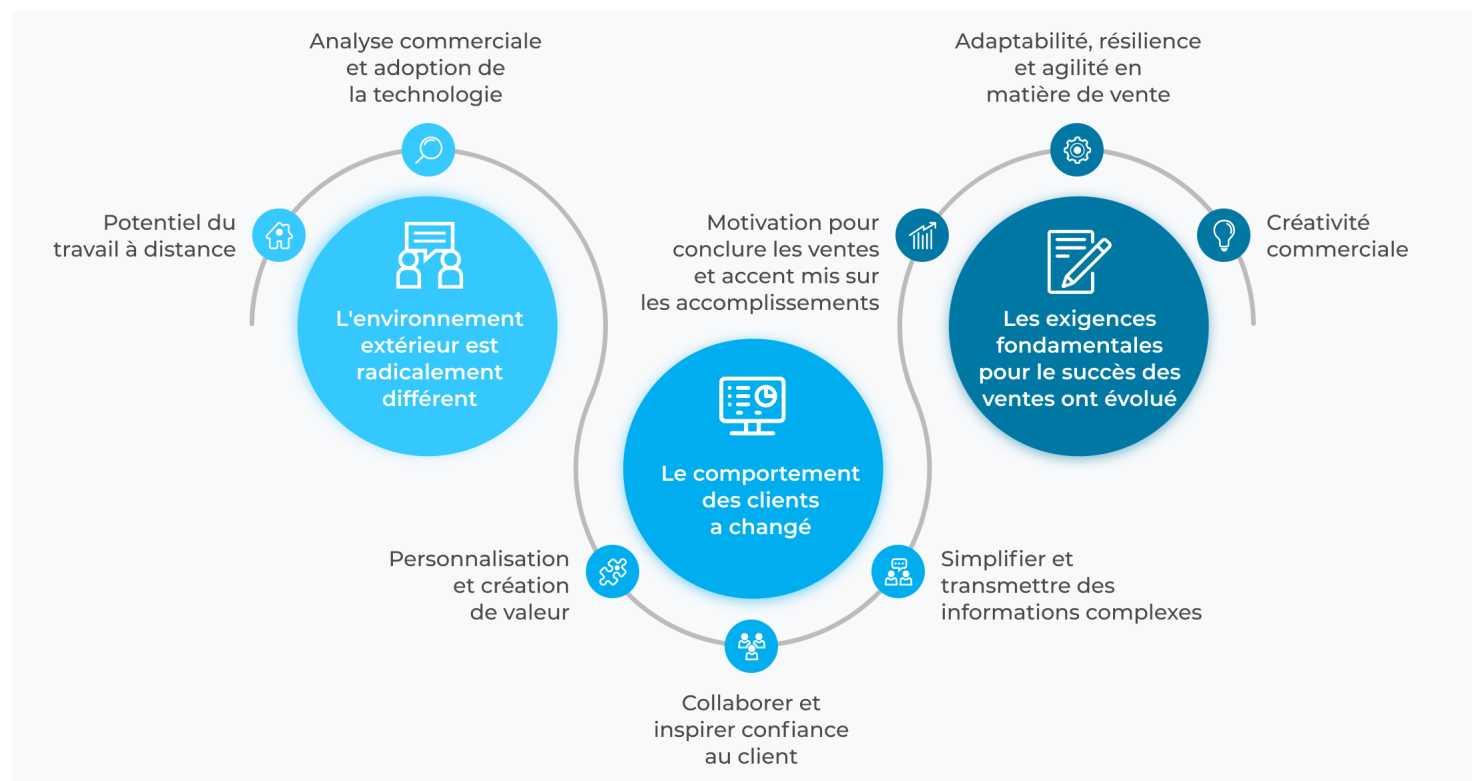 Analyse commerciale
et adoption de
la technologie
Potentiel du
travail à distance
L'environnement
extérieur est
radicalement
différent
Personnalisation
et création
de valeur
Collaborer et
inspirer confiance
au client
Simplifier et
transmettre des
informations complexes
Le comportement
des clients
a changé
Motivation pour
conclure les ventes
et accent mis sur
les accomplissements
Adaptabilité, résilience
et agilité en
matière de vente
Créativité
commerciale
Les exigences
fondamentales
pour le succès des
ventes ont évolué